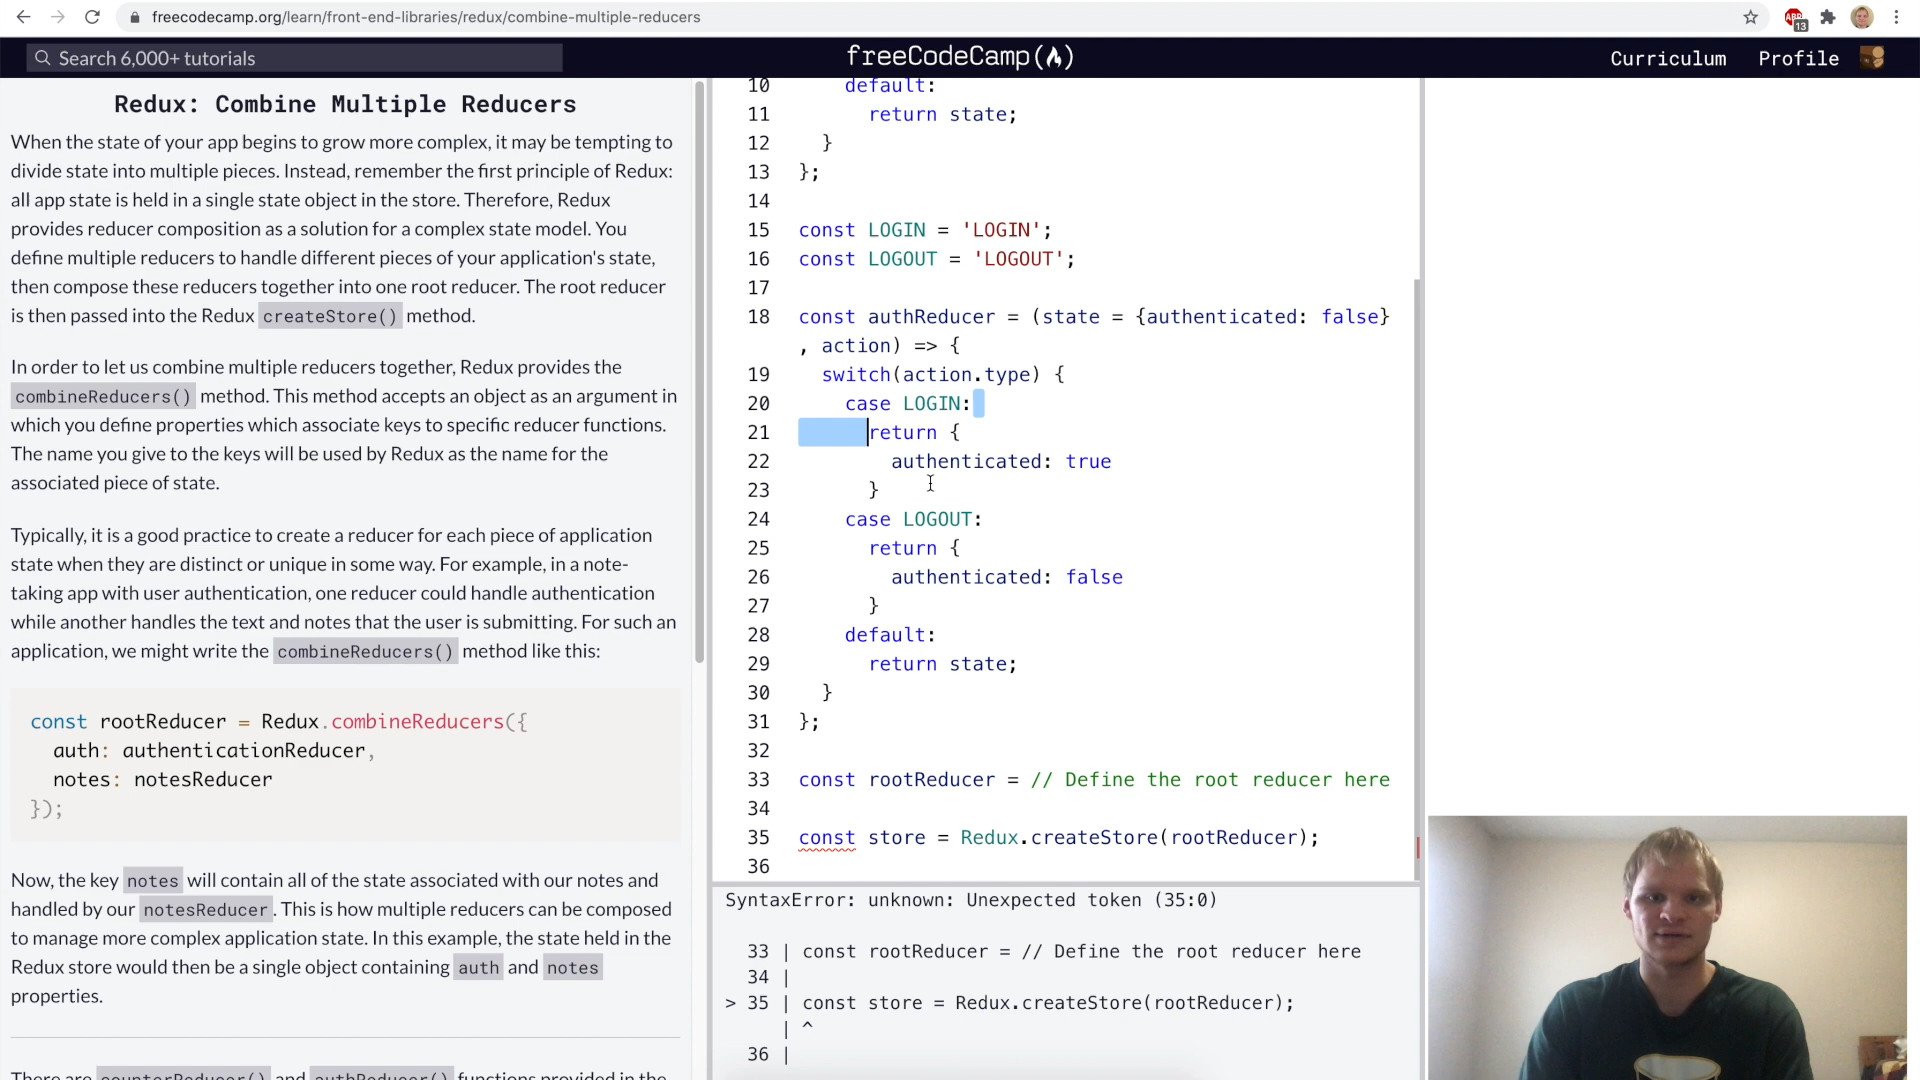 freecodecamp.org/learn/front-end-libraries/redux/combine-multiple-reducers
ABP
13
Search 6,000+ tutorials
freeCodeCamp
Curriculum
Profile
Redux: Combine Multiple Reducers
When the state of your app begins to grow more complex, it may be tempting to
divide state into multiple pieces. Instead, remember the first principle of Redux:
all app state is held in a single state object in the store. Therefore, Redux
provides reducer composition as a solution for a complex state model. You
define multiple reducers to handle different pieces of your application's state,
then compose these reducers together into one root reducer. The root reducer
is then passed into the Redux createStore() method.
In order to let us combine multiple reducers together, Redux provides the
combineReducers() method. This method accepts an object as an argument in
which you define properties which associate keys to specific reducer functions.
The name you give to the keys will be used by Redux as the name for the
associated piece of state.
Typically, it is a good practice to create a reducer for each piece of application
state when they are distinct or unique in some way. For example, in a note-
taking app with user authentication, one reducer could handle authentication
while another handles the text and notes that the user is submitting. For such an
application, we might write the combineReducers() method like this:
const rootReducer = Redux.combineReducers({
auth: authenticationReducer,
notes: notesReducer
});
Now, the key notes will contain all of the state associated with our notes and
handled by our notesReducer. This is how multiple reducers can be composed
to manage more complex application state. In this example, the state held in the
Redux store would then be a single object containing auth and notes
properties.
There are counterReducer() and authReducer() functions provided in the
10 default:
11 return state;
12 }
13 };
14
15 const LOGIN = 'LOGIN';
16 const LOGOUT = 'LOGOUT';
17
18 const authReducer = (state = {authenticated: false}
, action) => {
19 switch(action.type) {
20 case LOGIN:
21 return {
22 authenticated: true
23 }
24 case LOGOUT:
25 return {
26 authenticated: false
27 }
28 default:
29 return state;
30 }
31 };
32
33 const rootReducer = // Define the root reducer here
34
35 const store = Redux.createStore(rootReducer);
36
SyntaxError: unknown: Unexpected token (35:0)
33 | const rootReducer = // Define the root reducer here
34 |
> 35 | const store = Redux.createStore(rootReducer);
| ^
36 |